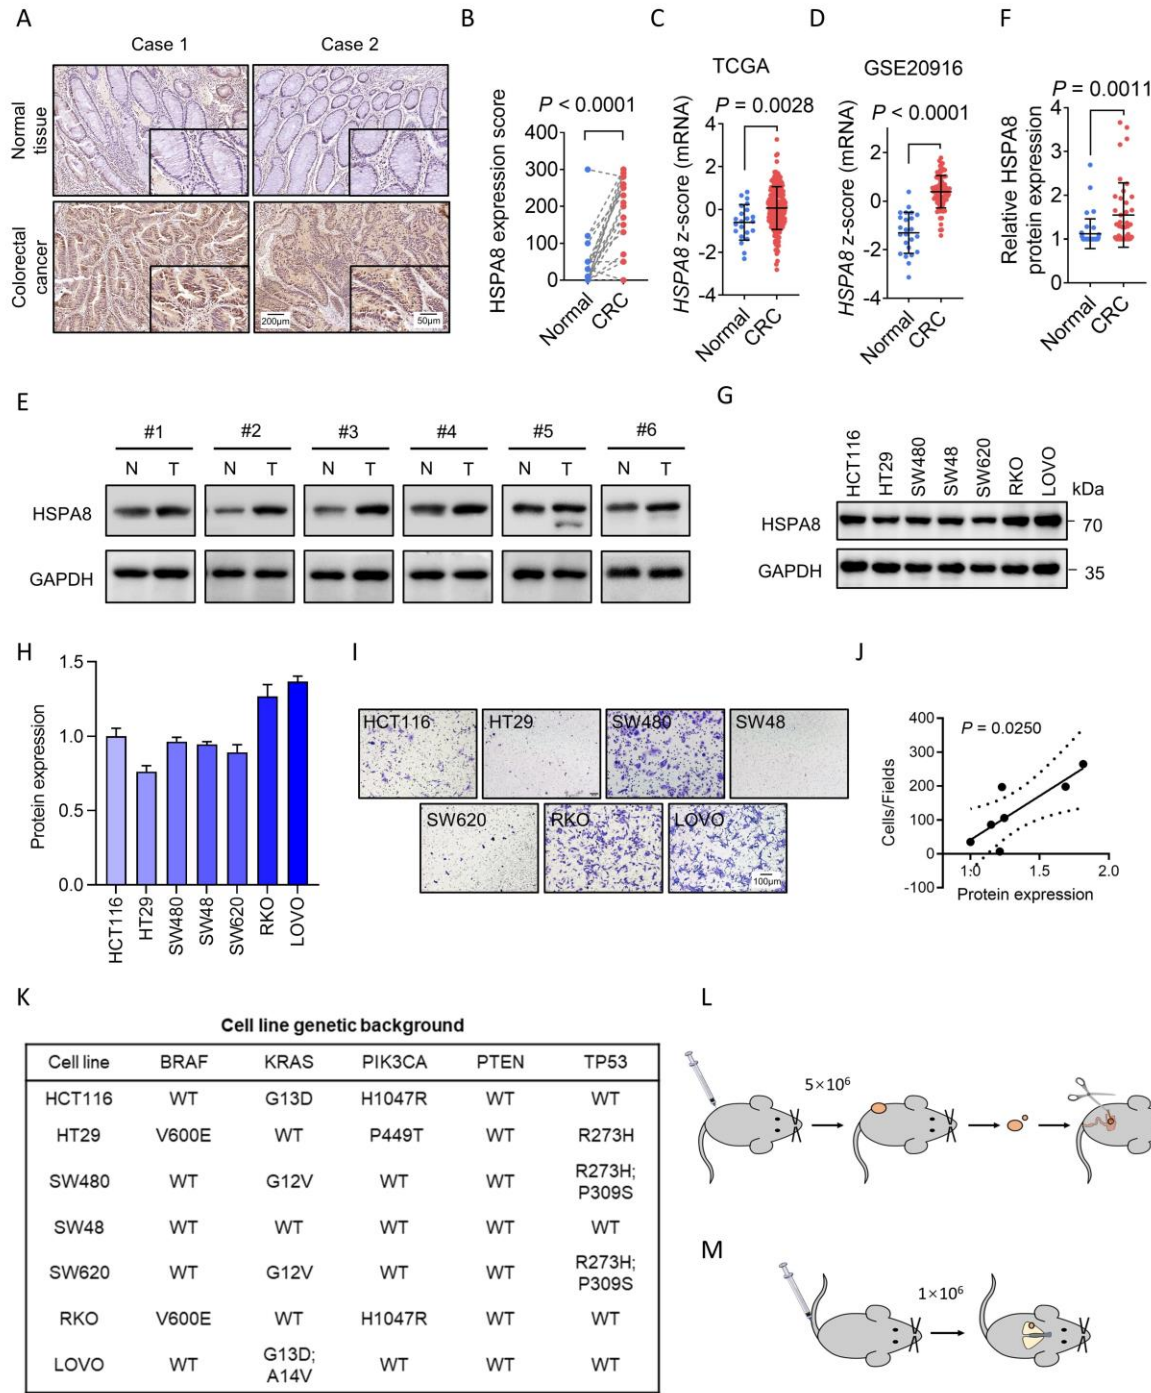 A
Case 1
Case 2
Normal tissue
Colorectal cancer
200μm
50μm
B
P < 0.0001
HSPA8 expression score
400
300
200
100
0
Normal
CRC
C
TCGA
P = 0.0028
HSPA8 z-score (mRNA)
4
2
0
-2
-4
Normal
CRC
D
GSE20916
P < 0.0001
HSPA8 z-score (mRNA)
4
2
0
-2
-4
Normal
CRC
F
P = 0.0011
Relative HSPA8 protein expression
4
3
2
1
0
Normal
CRC
E
#1 #2 #3 #4 #5 #6
N T N T N T N T N T N T
HSPA8
GAPDH
G
HCT116 HT29 SW480 SW48 SW620 RKO LOVO kDa
HSPA8 70
GAPDH 35
H
Protein expression
1.5
1.0
0.5
0.0
HCT116 HT29 SW480 SW48 SW620 RKO LOVO
I
HCT116 HT29 SW480 SW48
SW620 RKO LOVO
100μm
J
P = 0.0250
Cells/Fields
400
300
200
100
0
-100
1.0 1.5 2.0
Protein expression
K
Cell line genetic background
Cell line BRAF KRAS PIK3CA PTEN TP53
HCT116 WT G13D H1047R WT WT
HT29 V600E WT P449T WT R273H
SW480 WT G12V WT WT R273H; P309S
SW48 WT WT WT WT WT
SW620 WT G12V WT WT R273H; P309S
RKO V600E WT H1047R WT WT
LOVO WT G13D; A14V WT WT WT
L
5×10⁶
M
1×10⁶